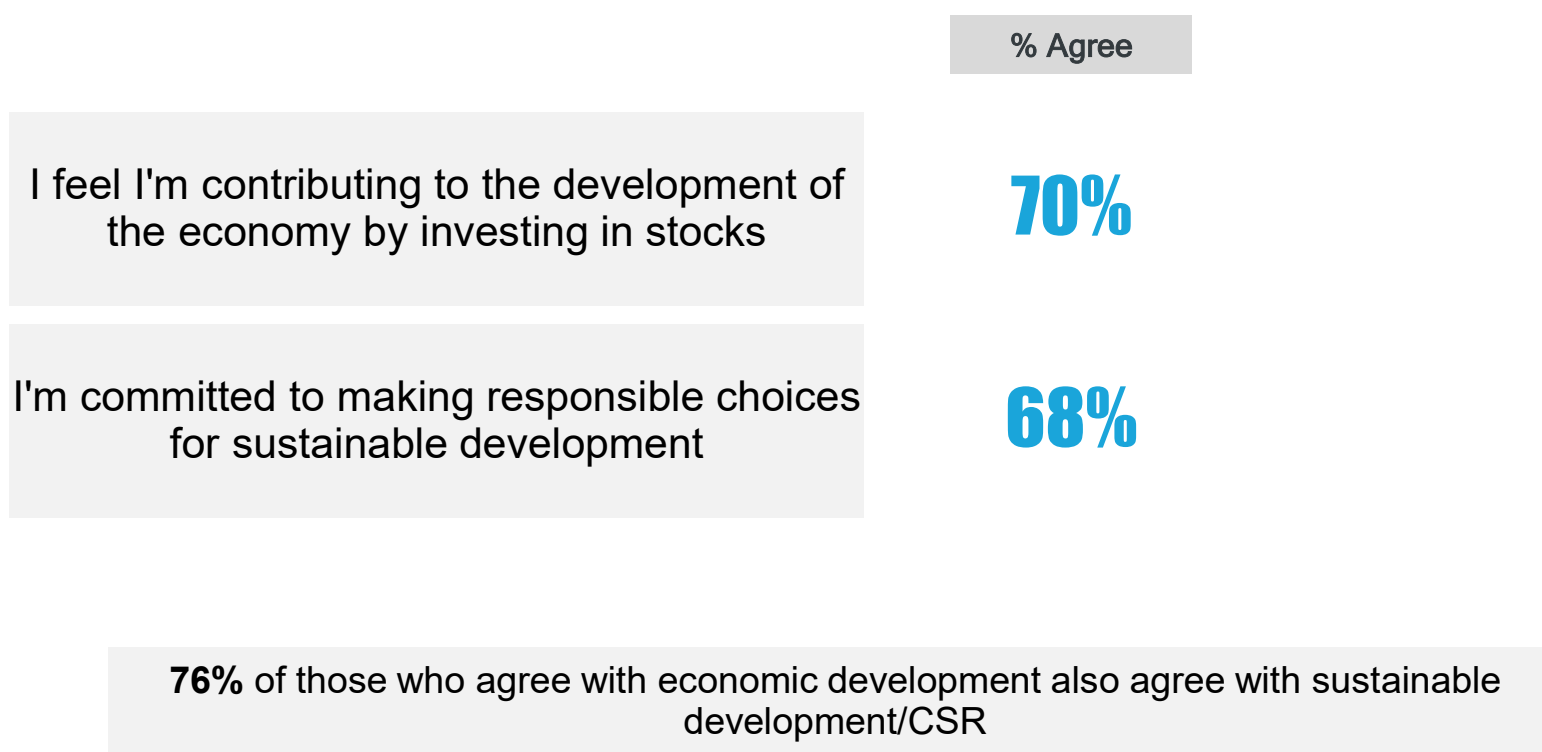 % Agree
I feel I'm contributing to the development of
the economy by investing in stocks
70%
I'm committed to making responsible choices
for sustainable development
68%
76% of those who agree with economic development also agree with sustainable
development/CSR